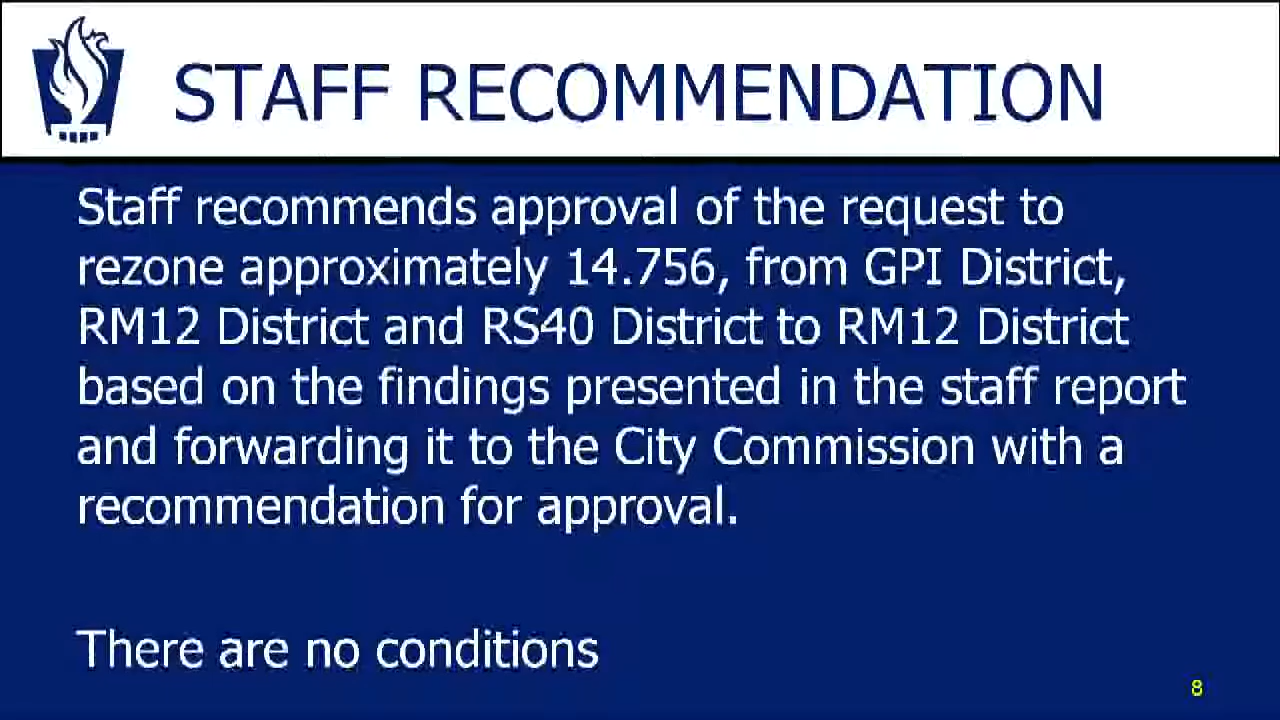 STAFF RECOMMENDATION
Staff recommends approval of the request to
rezone approximately 14.756, from GPI District,
RM12 District and RS40 District to RM12 District
based on the findings presented in the staff report
and forwarding it to the City Commission with a
recommendation for approval.
There are no conditions
8